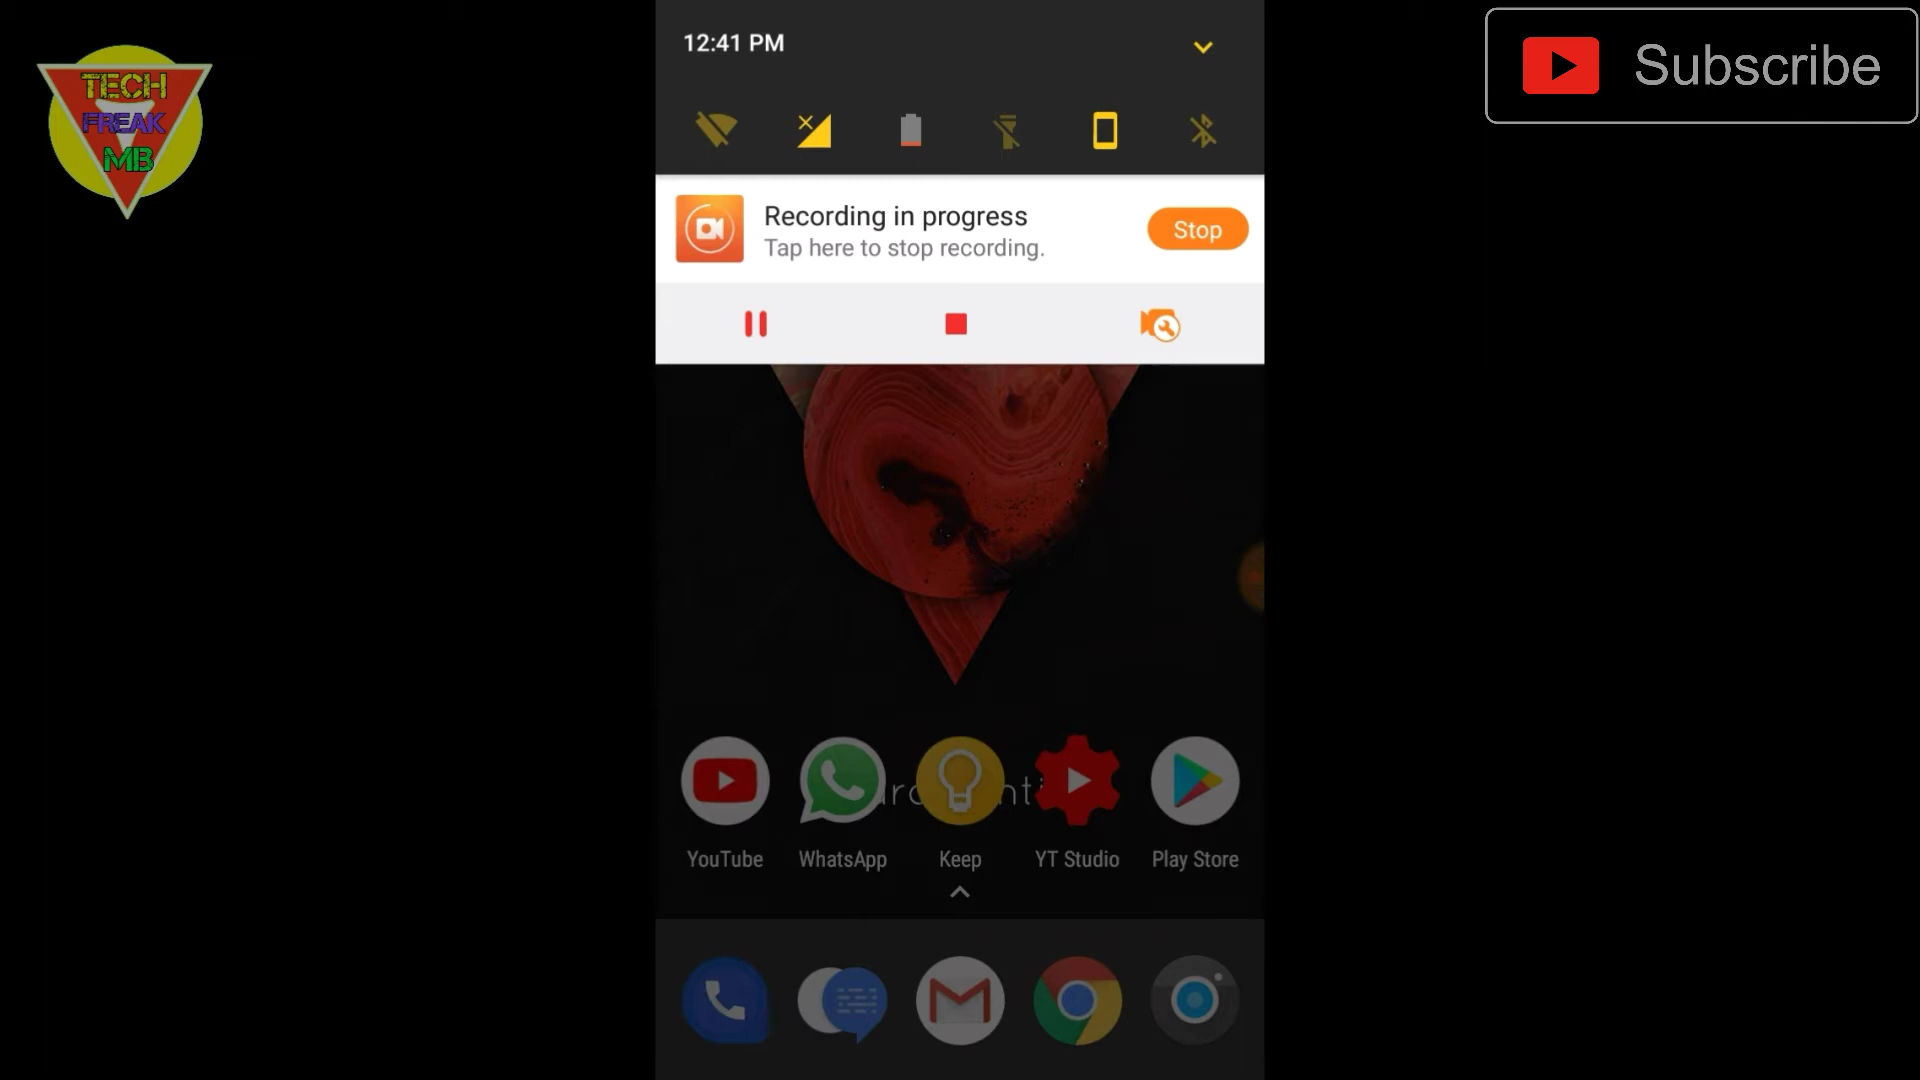 TECH
FREAK
MB
12:41 PM
Subscribe
Recording in progress
Tap here to stop recording.
Stop
YouTube
WhatsApp
Keep
YT Studio
Play Store